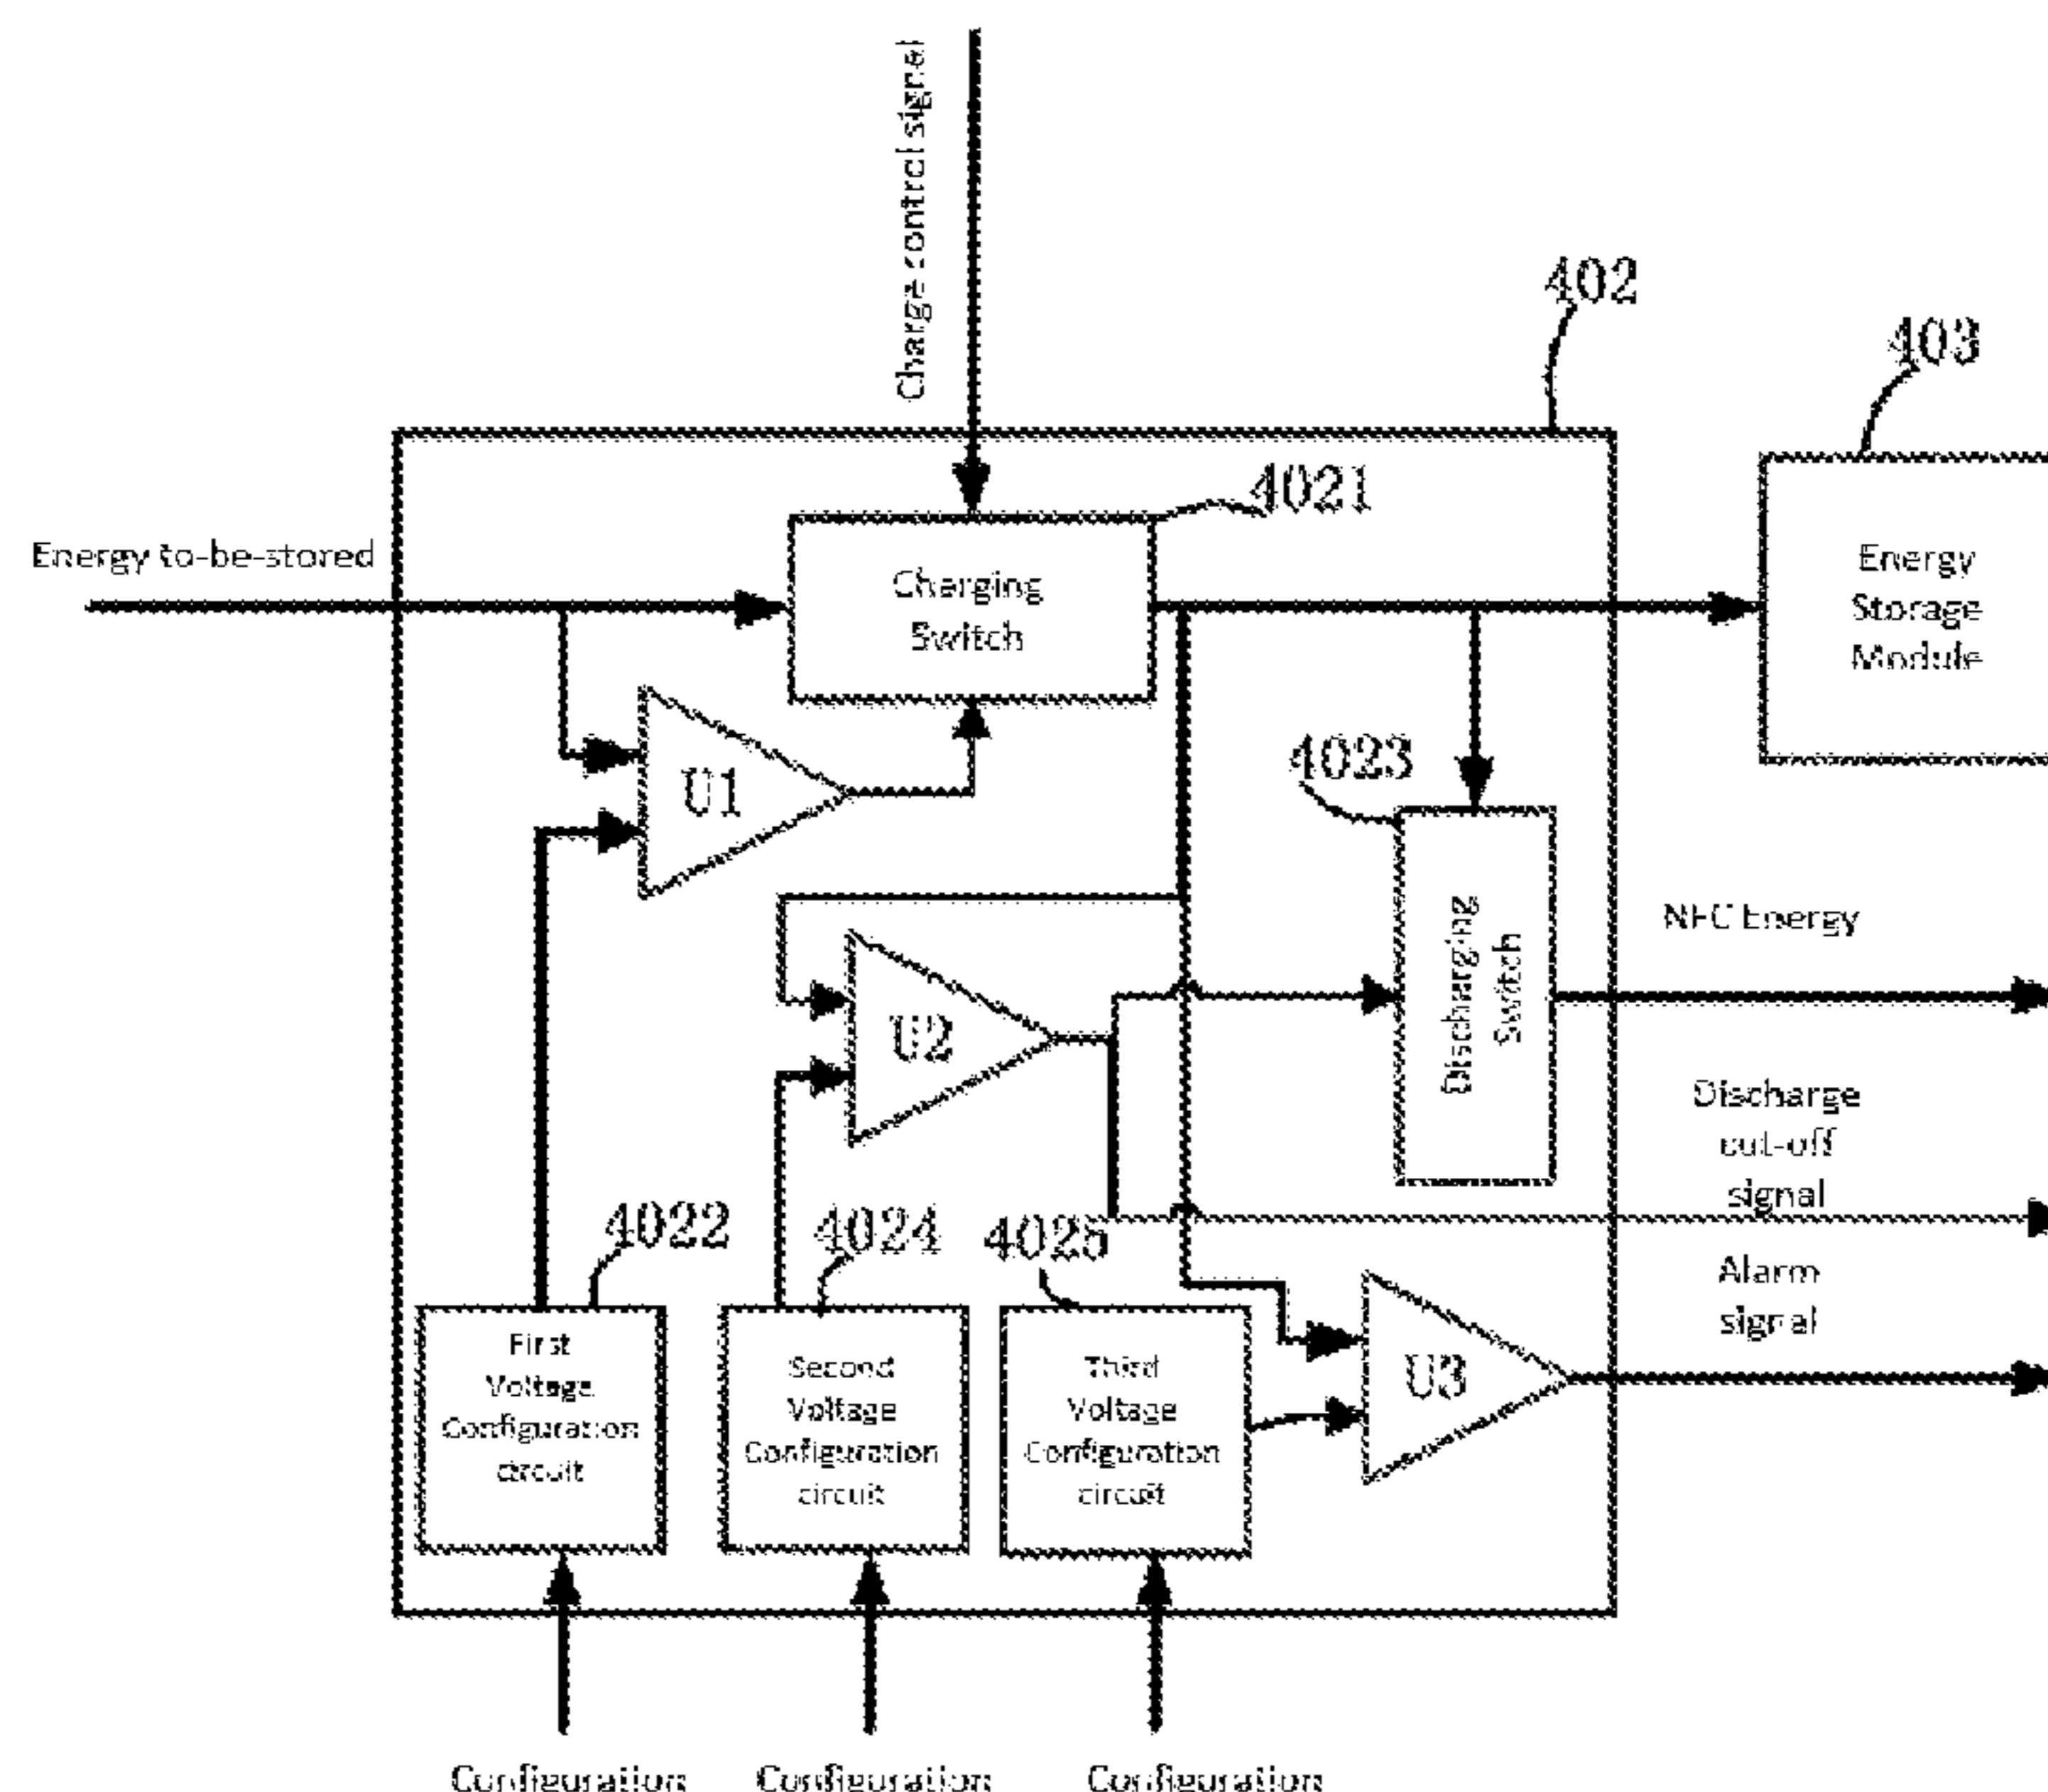 Charge control signal
402
403
4021
Energy to-be-stored
Charging
Switch
Energy
Storage
Module
4023
U1
NFC Energy
Discharging
Switch
U2
Discharge
cut-off
signal
4022
4024
4025
Alarm
signal
First
Voltage
Configuration
circuit
Second
Voltage
Configuration
circuit
Third
Voltage
Configuration
circuit
U3
Configuration
Configuration
Configuration